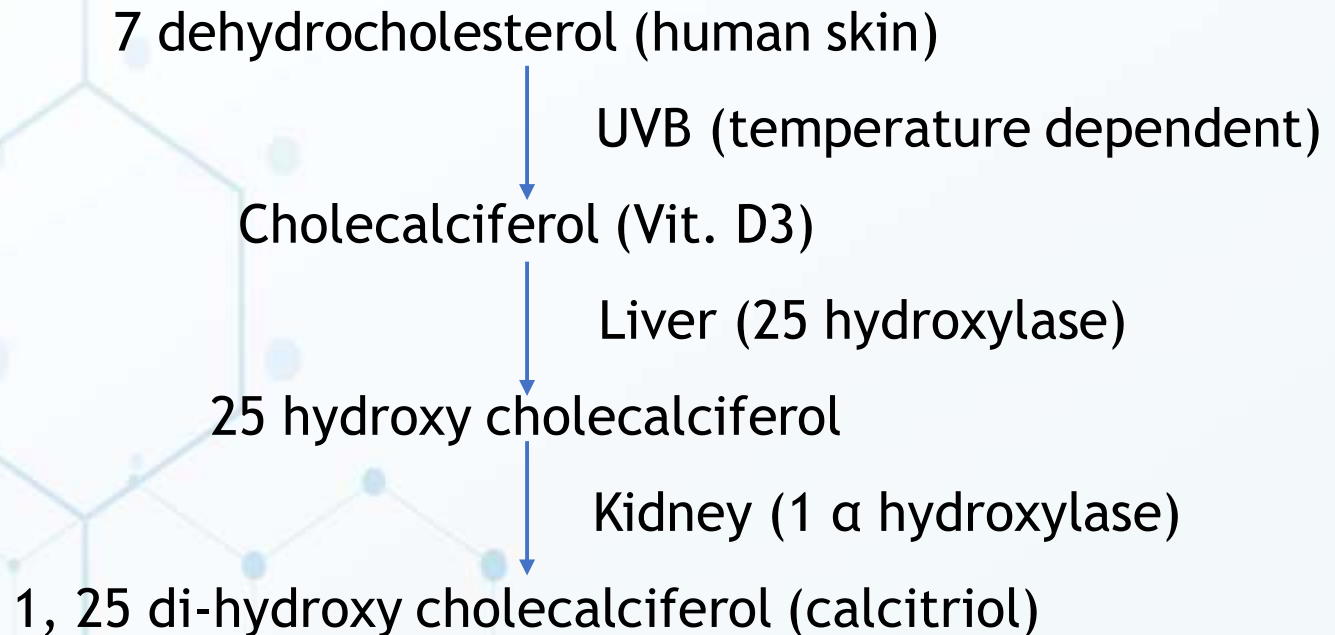 7 dehydrocholesterol (human skin)
UVB (temperature dependent)
Cholecalciferol (Vit. D3)
Liver (25 hydroxylase)
25 hydroxy cholecalciferol
Kidney (1 α hydroxylase)
1, 25 di-hydroxy cholecalciferol (calcitriol)